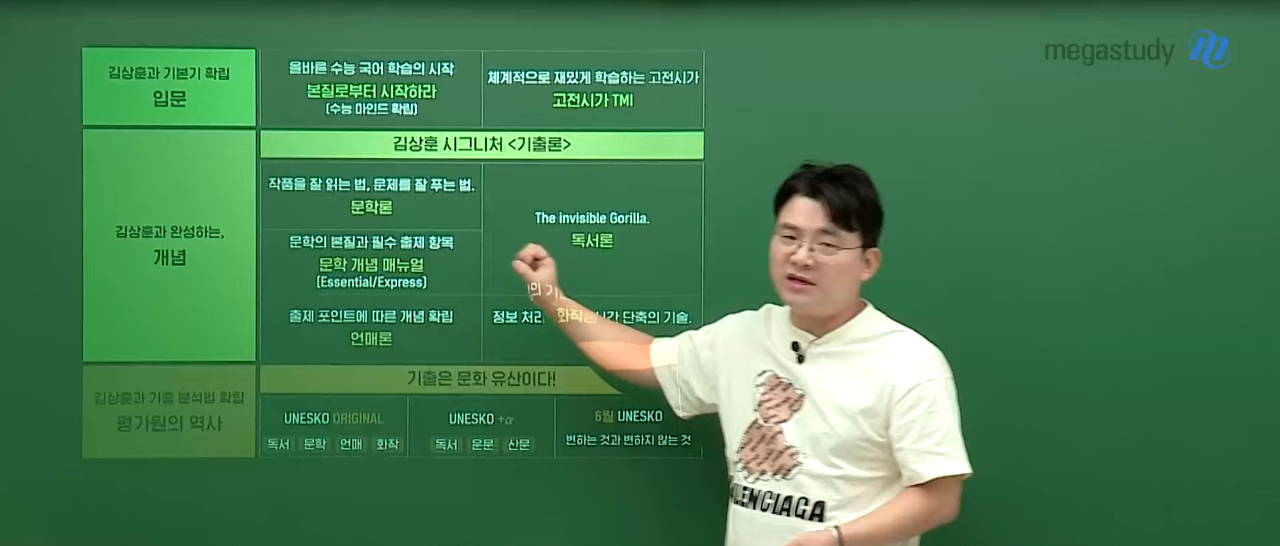 megastudy
김상훈과 기본기 확립
입문
올바른 수능 국어 학습의 시작
본질로부터 시작하라
(수능 마인드 확립)
체계적으로 재밌게 학습하는 고전시가
고전시가 TMI
김상훈과 완성하는,
개념
김상훈 시그니처 <기출론>
작품을 잘 읽는 법, 문제를 잘 푸는 법.
문학론
문학의 본질과 필수 출제 항목
문학 개념 매뉴얼
(Essential/Express)
The invisible Gorilla.
독서론
출제 포인트에 따른 개념 확립
언매론
정보 처리 단축의 기술.
김상훈과 기출 분석법 확립
평가원의 역사
기출은 문화 유산이다!
UNESKO ORIGINAL
독서 문학 언매 화작
UNESKO +α
독서 운문 산문
6월 UNESKO
변하는 것과 변하지 않는 것